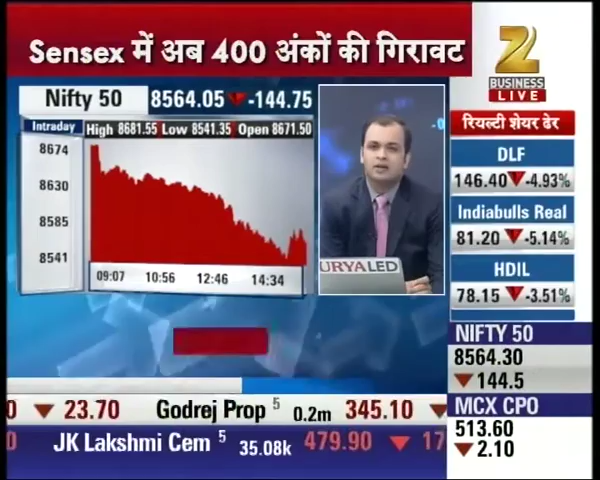 Sensex में अब 400 अंकों की गिरावट
Z
BUSINESS
LIVE
Nifty 50 8564.05 -144.75
Intraday High 8681.55 Low 8541.35 Open 8671.50
8674
8630
8585
8541
09:07 10:56 12:46 14:34
-0
URYALED
रियल्टी शेयर ढेर
DLF
146.40 -4.93%
Indiabulls Real
81.20 -5.14%
HDIL
78.15 -3.51%
NIFTY 50
8564.30
144.5
MCX CPO
513.60
2.10
0 23.70 Godrej Prop 5 0.2m 345.10
0 JK Lakshmi Cem 5 35.08k 479.90 17